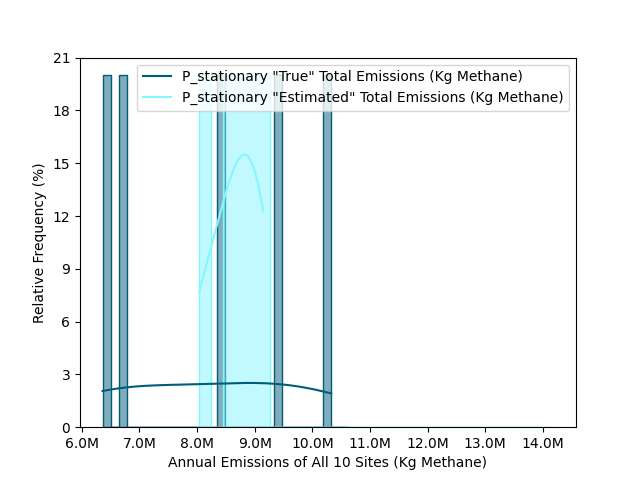 P_stationary "True" Total Emissions (Kg Methane)
P_stationary "Estimated" Total Emissions (Kg Methane)
21
18
15
12
9
6
3
0
Relative Frequency (%)
6.0M 7.0M 8.0M 9.0M 10.0M 11.0M 12.0M 13.0M 14.0M
Annual Emissions of All 10 Sites (Kg Methane)